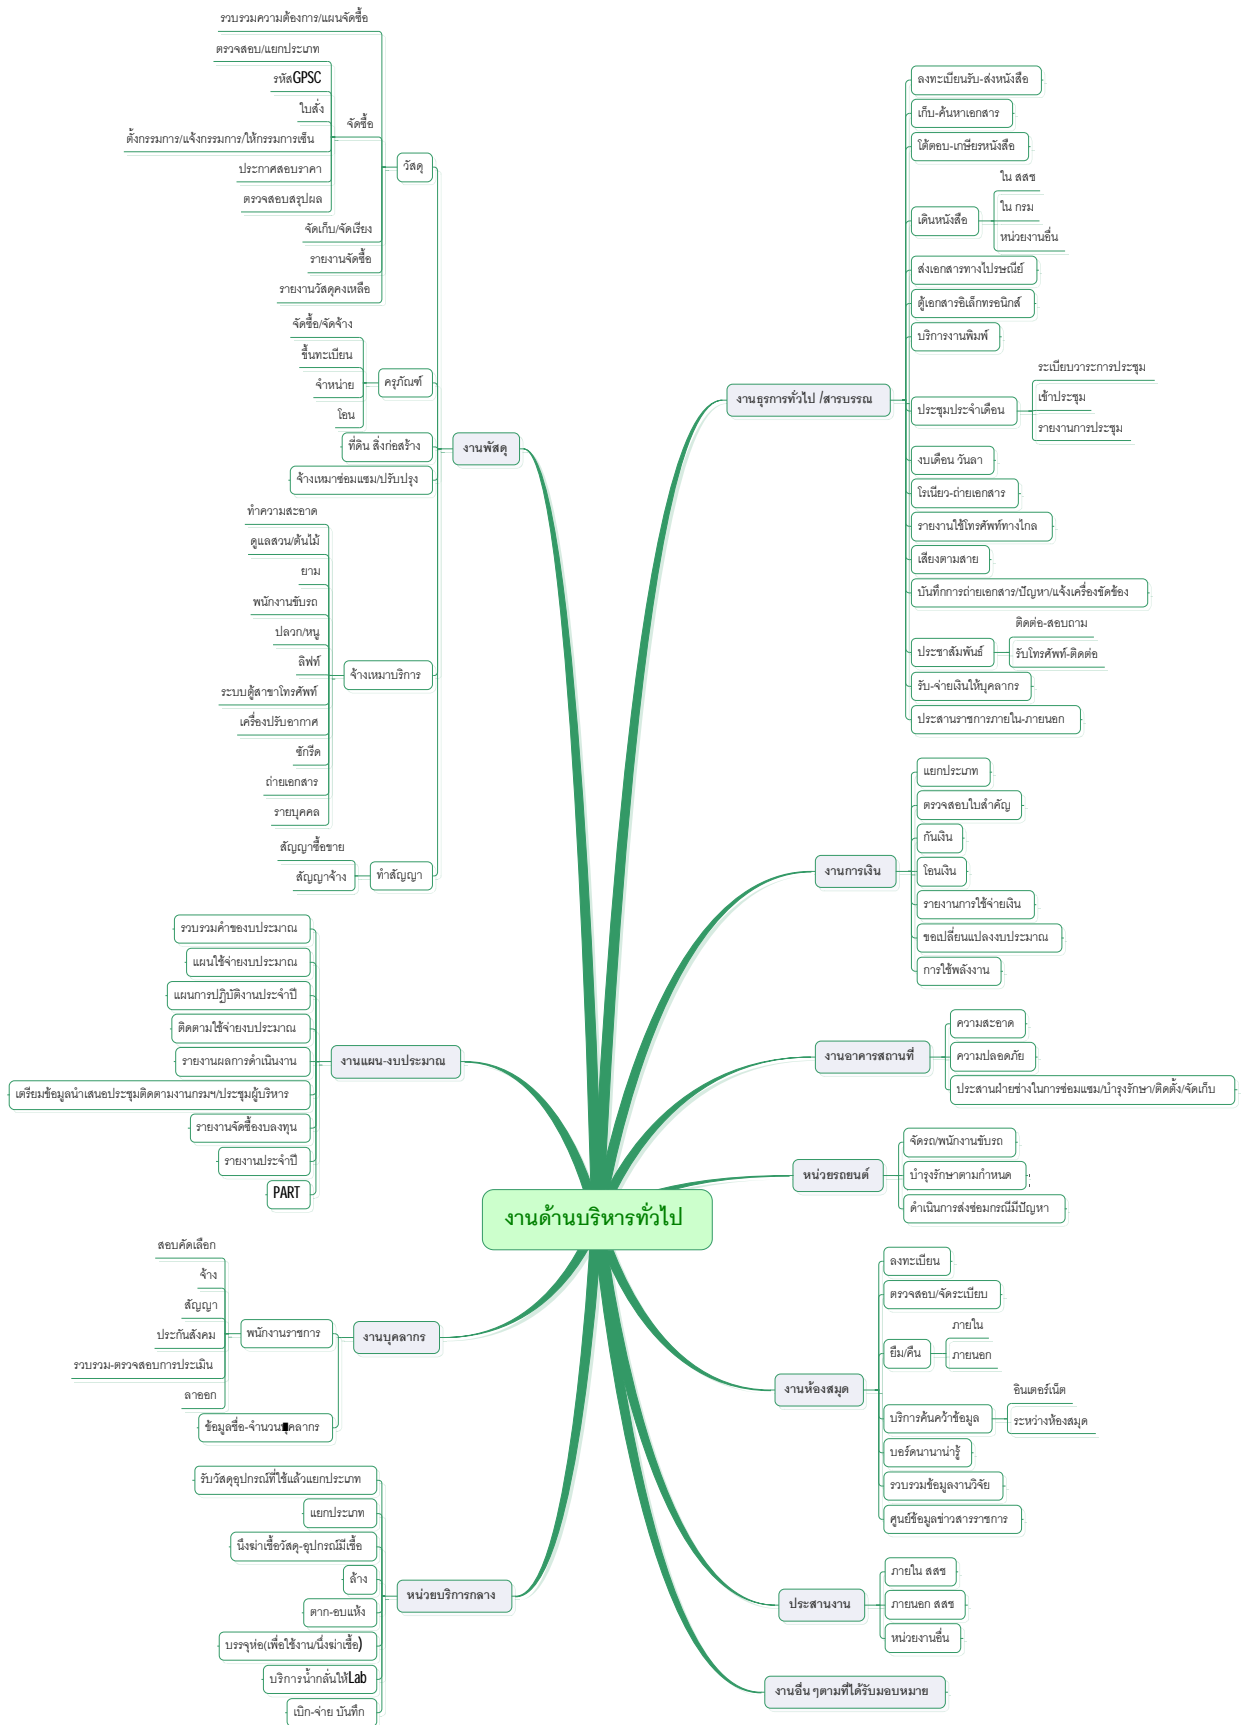 งานด้านบริหารทั่วไป
งานธุรการทั่วไป /สารบรรณ
ลงทะเบียนรับ-ส่งหนังสือ
เก็บ-ค้นหาเอกสาร
โต้ตอบ-เกษียรหนังสือ
เดินหนังสือ
ใน สสช
ใน กรม
หน่วยงานอื่น
ส่งเอกสารทางไปรษณีย์
ตู้เอกสารอิเล็กทรอนิกส์
บริการงานพิมพ์
ประชุมประจำเดือน
ระเบียบวาระการประชุม
เข้าประชุม
รายงานการประชุม
งบเดือน วันลา
โรเนียว-ถ่ายเอกสาร
รายงานใช้โทรศัพท์ทางไกล
เสียงตามสาย
บันทึกการถ่ายเอกสาร/ปัญหา/แจ้งเครื่องขัดข้อง
ประชาสัมพันธ์
ติดต่อ-สอบถาม
รับโทรศัพท์-ติดต่อ
รับ-จ่ายเงินให้บุคลากร
ประสานราชการภายใน-ภายนอก
งานการเงิน
แยกประเภท
ตรวจสอบใบสำคัญ
กันเงิน
โอนเงิน
รายงานการใช้จ่ายเงิน
ขอเปลี่ยนแปลงงบประมาณ
การใช้พลังงาน
งานอาคารสถานที่
ความสะอาด
ความปลอดภัย
ประสานฝ่ายช่างในการซ่อมแซม/บำรุงรักษา/ติดตั้ง/จัดเก็บ
หน่วยรถยนต์
จัดรถ/พนักงานขับรถ
บำรุงรักษาตามกำหนด
ดำเนินการส่งซ่อมกรณีมีปัญหา
งานห้องสมุด
ลงทะเบียน
ตรวจสอบ/จัดระเบียบ
ยืม/คืน
ภายใน
ภายนอก
บริการค้นคว้าข้อมูล
อินเตอร์เน็ต
ระหว่างห้องสมุด
บอร์ดนานาน่ารู้
รวบรวมข้อมูลงานวิจัย
ศูนย์ข้อมูลข่าวสารราชการ
ประสานงาน
ภายใน สสช
ภายนอก สสช
หน่วยงานอื่น
งานอื่น ๆตามที่ได้รับมอบหมาย
งานพัสดุ
วัสดุ
รวบรวมความต้องการ/แผนจัดซื้อ
จัดซื้อ
ตรวจสอบ/แยกประเภท
รหัสGPSC
ใบสั่ง
ตั้งกรรมการ/แจ้งกรรมการ/ให้กรรมการเซ็น
ประกาศสอบราคา
ตรวจสอบสรุปผล
จัดเก็บ/จัดเรียง
รายงานจัดซื้อ
รายงานวัสดุคงเหลือ
ครุภัณฑ์
จัดซื้อ/จัดจ้าง
ขึ้นทะเบียน
จำหน่าย
โอน
ที่ดิน สิ่งก่อสร้าง
จ้างเหมาซ่อมแซม/ปรับปรุง
จ้างเหมาบริการ
ทำความสะอาด
ดูแลสวน/ต้นไม้
ยาม
พนักงานขับรถ
ปลวก/หนู
ลิฟท์
ระบบตู้สาขาโทรศัพท์
เครื่องปรับอากาศ
ซักรีด
ถ่ายเอกสาร
รายบุคคล
ทำสัญญา
สัญญาซื้อขาย
สัญญาจ้าง
งานแผน-งบประมาณ
รวบรวมคำของบประมาณ
แผนใช้จ่ายงบประมาณ
แผนการปฏิบัติงานประจำปี
ติดตามใช้จ่ายงบประมาณ
รายงานผลการดำเนินงาน
เตรียมข้อมูลนำเสนอประชุมติดตามงานกรมฯ/ประชุมผู้บริหาร
รายงานจัดซื้องบลงทุน
รายงานประจำปี
PART
งานบุคลากร
พนักงานราชการ
สอบคัดเลือก
จ้าง
สัญญา
ประกันสังคม
รวบรวม-ตรวจสอบการประเมิน
ลาออก
ข้อมูลชื่อ-จำนวนบุคลากร
หน่วยบริการกลาง
รับวัสดุอุปกรณ์ที่ใช้แล้วแยกประเภท
แยกประเภท
นึ่งฆ่าเชื้อวัสดุ-อุปกรณ์มีเชื้อ
ล้าง
ตาก-อบแห้ง
บรรจุห่อ(เพื่อใช้งาน/นึ่งฆ่าเชื้อ)
บริการน้ำกลั่นให้Lab
เบิก-จ่าย บันทึก